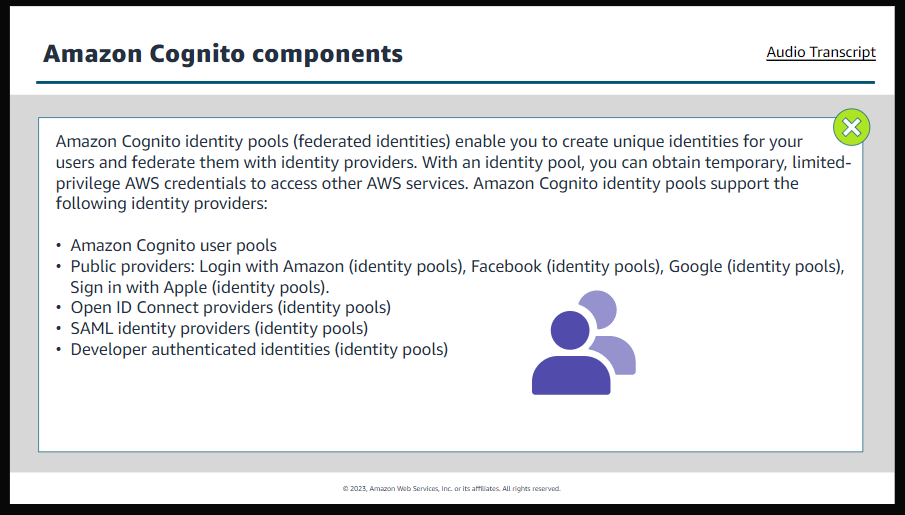 Amazon Cognito components
Audio Transcript
Amazon Cognito identity pools (federated identities) enable you to create unique identities for your
users and federate them with identity providers. With an identity pool, you can obtain temporary, limited-
privilege AWS credentials to access other AWS services. Amazon Cognito identity pools support the
following identity providers:
• Amazon Cognito user pools
• Public providers: Login with Amazon (identity pools), Facebook (identity pools), Google (identity pools),
Sign in with Apple (identity pools).
• Open ID Connect providers (identity pools)
• SAML identity providers (identity pools)
• Developer authenticated identities (identity pools)
© 2023, Amazon Web Services, Inc. or its affiliates. All rights reserved.